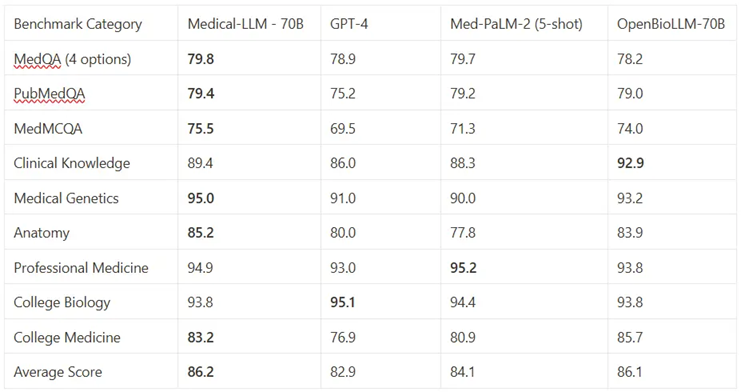 Benchmark Category Medical-LLM - 70B GPT-4 Med-PaLM-2 (5-shot) OpenBioLLM-70B
MedQA (4 options) 79.8 78.9 79.7 78.2
PubMedQA 79.4 75.2 79.2 79.0
MedMCQA 75.5 69.5 71.3 74.0
Clinical Knowledge 89.4 86.0 88.3 92.9
Medical Genetics 95.0 91.0 90.0 93.2
Anatomy 85.2 80.0 77.8 83.9
Professional Medicine 94.9 93.0 95.2 93.8
College Biology 93.8 95.1 94.4 93.8
College Medicine 83.2 76.9 80.9 85.7
Average Score 86.2 82.9 84.1 86.1